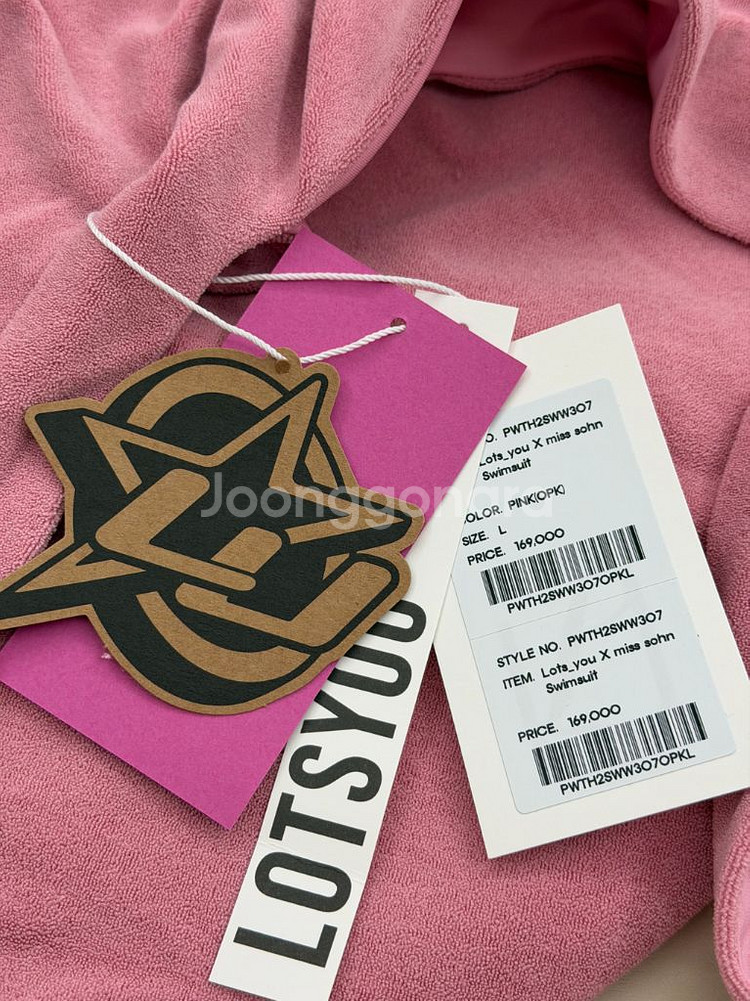 Joonggonara
LOTSYOU
O. PWTH2SWW307
Lots_you X miss sohn
Swimsuit
COLOR. PINK(OPK)
SIZE. L
PRICE. 169,000
PWTH2SWW307OPKL
STYLE NO. PWTH2SWW307
ITEM. Lots_you X miss sohn
Swimsuit
PRICE. 169,000
PWTH2SWW307OPKL